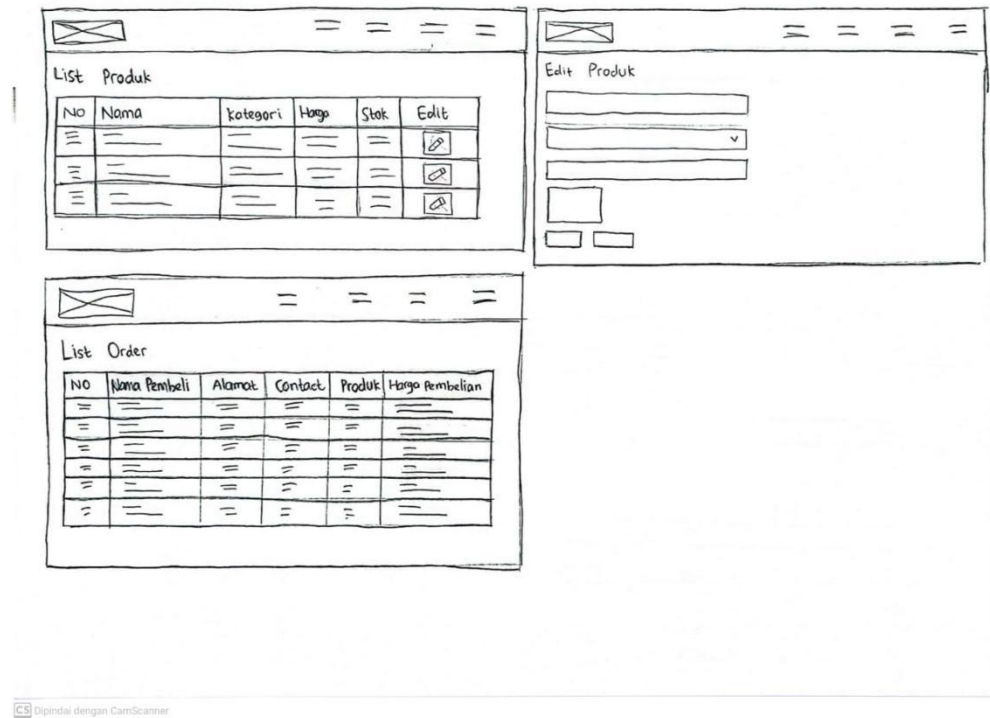 List Produk
No Nama Kategori Harga Stok Edit
Edit Produk
List Order
NO Nama Pembeli Alamat Contact Produk Harga Pembelian
CS Dipindai dengan CamScanner